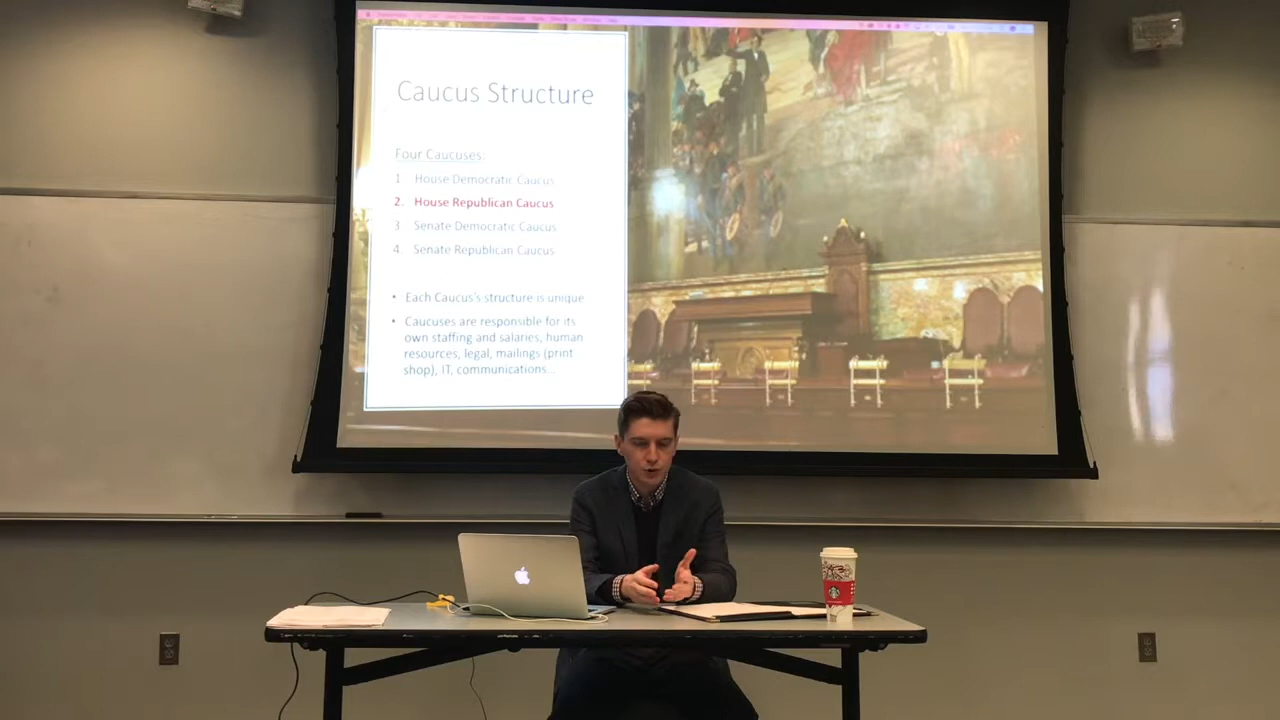 Caucus Structure
Four Caucuses:
1 House Democratic Caucus
2. House Republican Caucus
3 Senate Democratic Caucus
4 Senate Republican Caucus
• Each Caucus's structure is unique
• Caucuses are responsible for its
own staffing and salaries, human
resources, legal, mailings (print
shop), IT, communications...